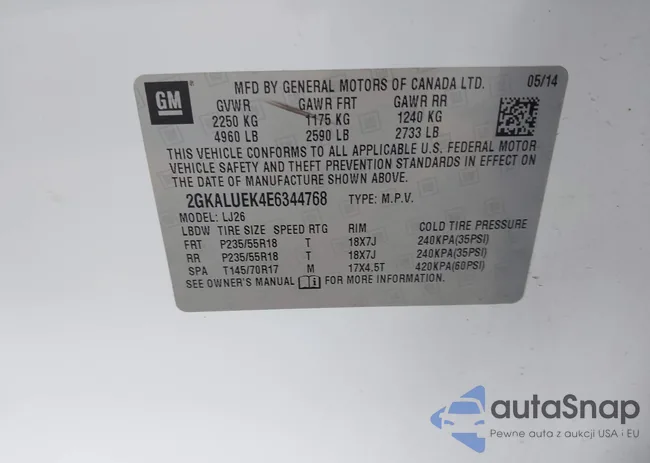 GM
MFD BY GENERAL MOTORS OF CANADA LTD. 05/14
GVWR GAWR FRT GAWR RR
2250 KG 1175 KG 1240 KG
4960 LB 2590 LB 2733 LB
THIS VEHICLE CONFORMS TO ALL APPLICABLE U.S. FEDERAL MOTOR
VEHICLE SAFETY AND THEFT PREVENTION STANDARDS IN EFFECT ON
THE DATE OF MANUFACTURE SHOWN ABOVE.
2GKALUEK4E6344768 TYPE: M.P.V.
MODEL: LJ26
LBDW TIRE SIZE SPEED RTG RIM COLD TIRE PRESSURE
FRT P235/55R18 T 18X7J 240KPA(35PSI)
RR P235/55R18 T 18X7J 240KPA(35PSI)
SPA T145/70R17 M 17X4.5T 420KPA(60PSI)
SEE OWNER'S MANUAL FOR MORE INFORMATION.
autaSnap
Pewne auta z aukcji USA i EU